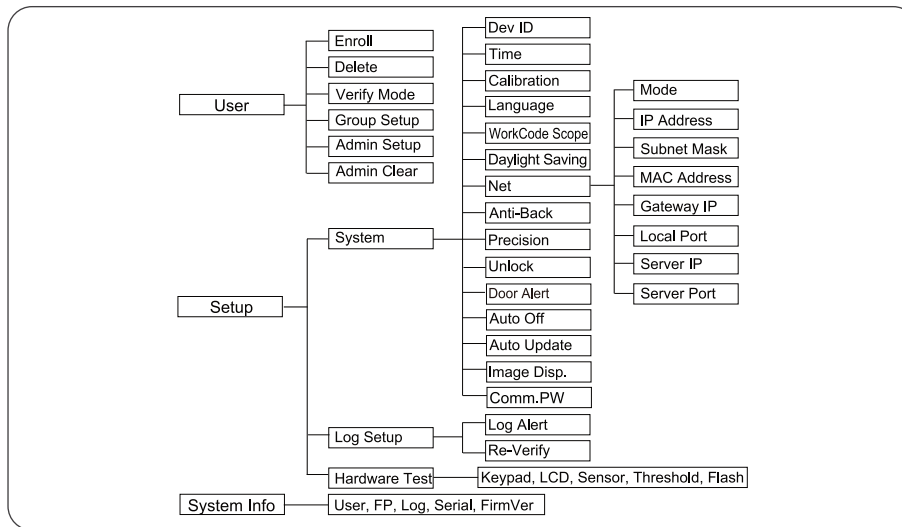 User
Enroll
Delete
Verify Mode
Group Setup
Admin Setup
Admin Clear
Setup
System
Dev ID
Time
Calibration
Language
WorkCode Scope
Daylight Saving
Net
Mode
IP Address
Subnet Mask
MAC Address
Gateway IP
Local Port
Server IP
Server Port
Anti-Back
Precision
Unlock
Door Alert
Auto Off
Auto Update
Image Disp.
Comm.PW
Log Setup
Log Alert
Re-Verify
Hardware Test
Keypad, LCD, Sensor, Threshold, Flash
System Info
User, FP, Log, Serial, FirmVer